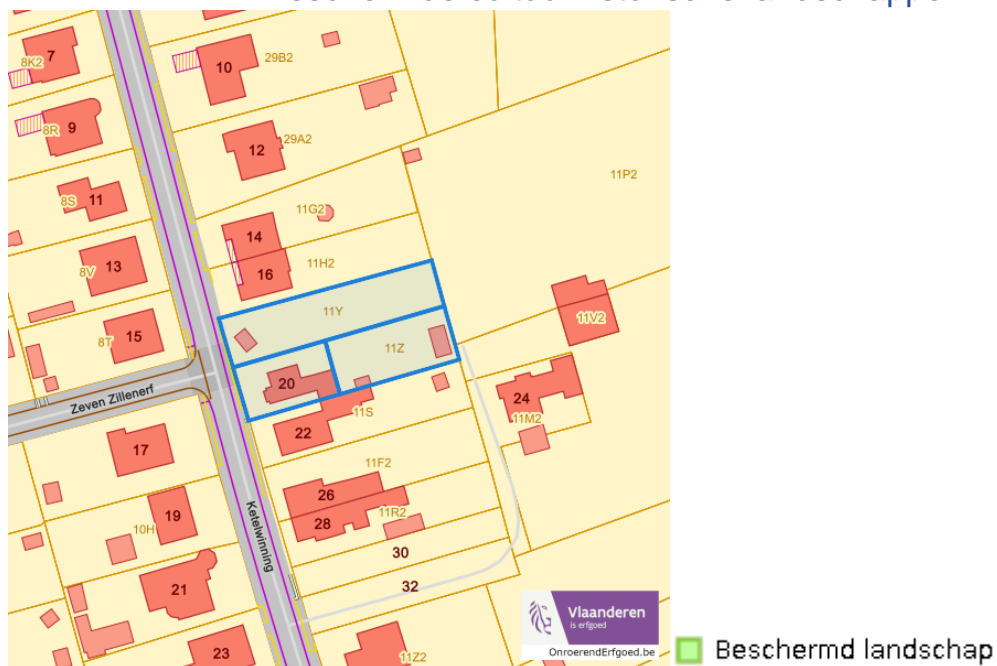 7
8K2
10
29B2
9
8R
12
29A2
11P2
11
8S
11G2
14
13
8V
16
11H2
11Y
11V2
15
8T
11Z
20
24
Zeven Zillenerf
11S
11M2
22
17
11F2
26
11R2
28
19
10H
Ketelwinning
30
32
21
23
11Z2
Vlaanderen
is erfgoed
OnroerendErfgoed.be
Beschermd landschap